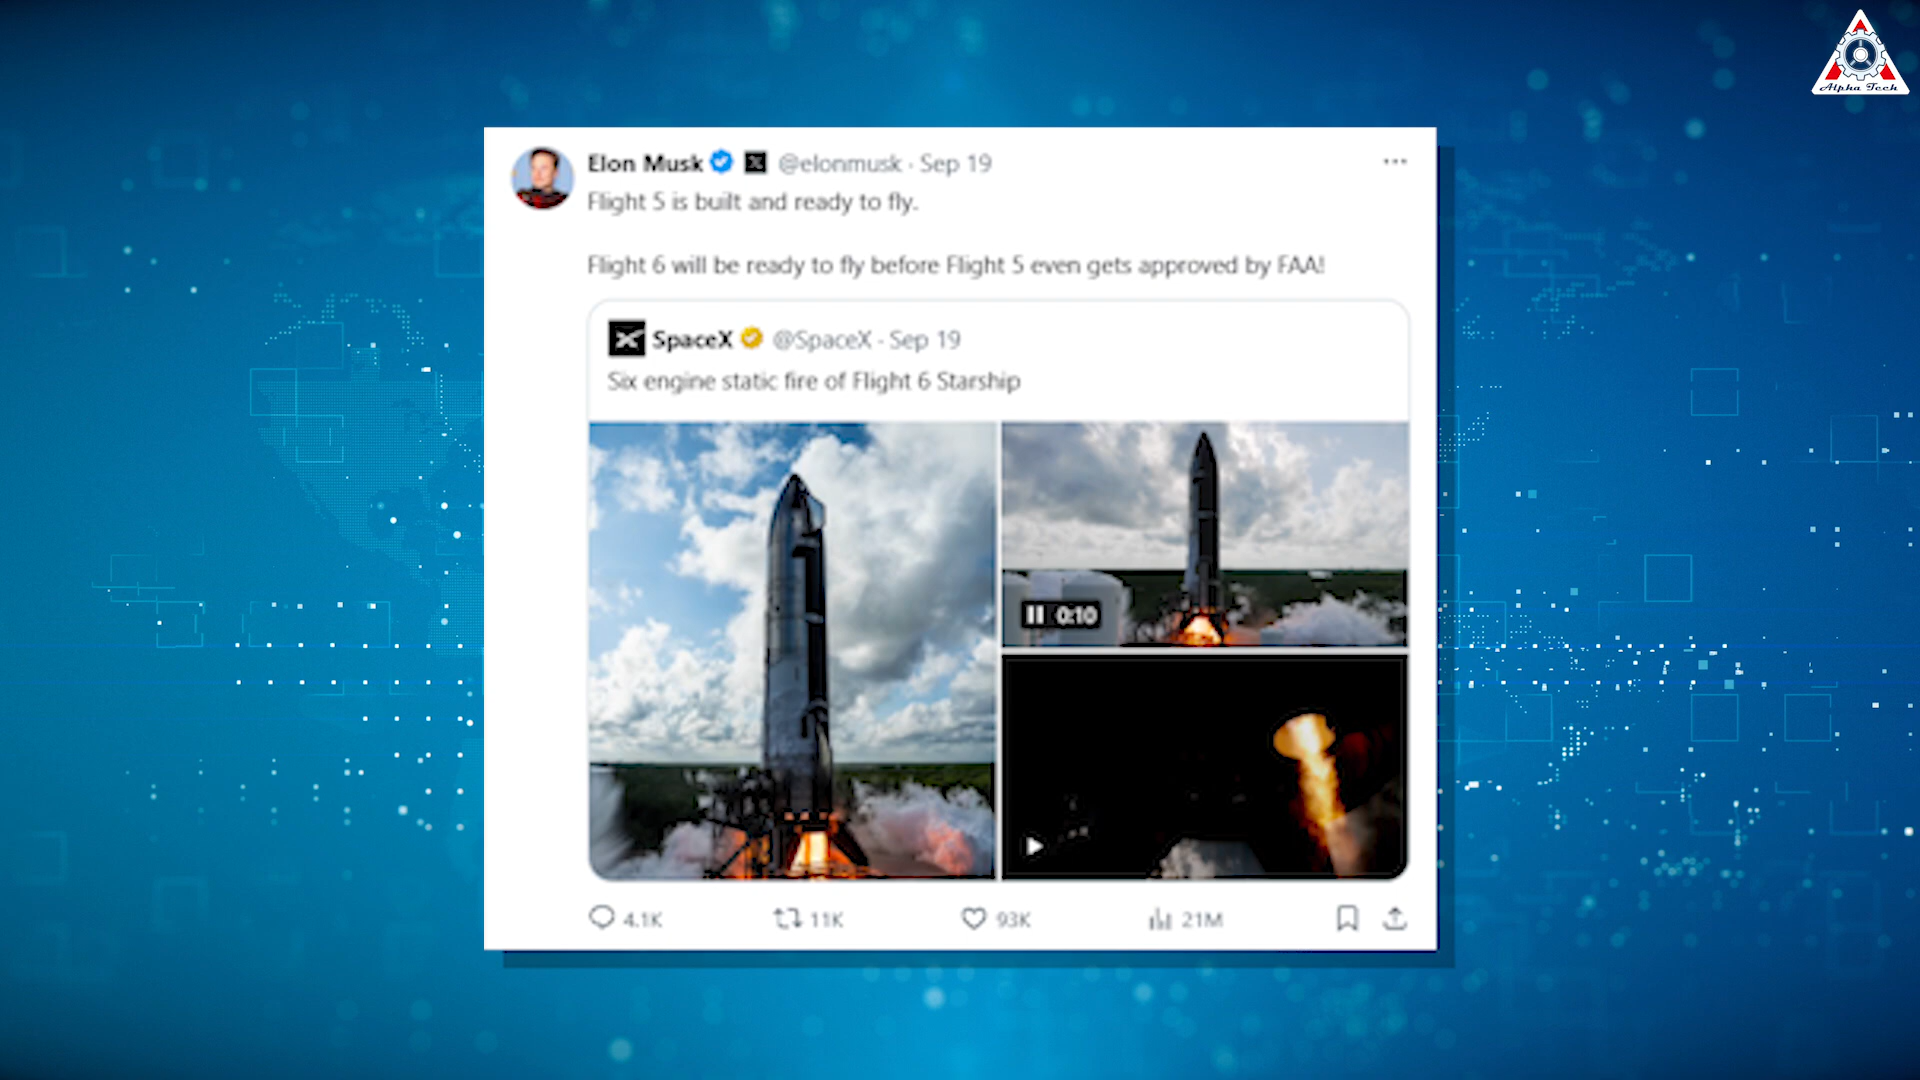 Alpha Tech
Elon Musk @elonmusk · Sep 19
Flight 5 is built and ready to fly.
Flight 6 will be ready to fly before Flight 5 even gets approved by FAA!
SpaceX @SpaceX · Sep 19
Six engine static fire of Flight 6 Starship
0:10
4.1K 11K 93K 21M